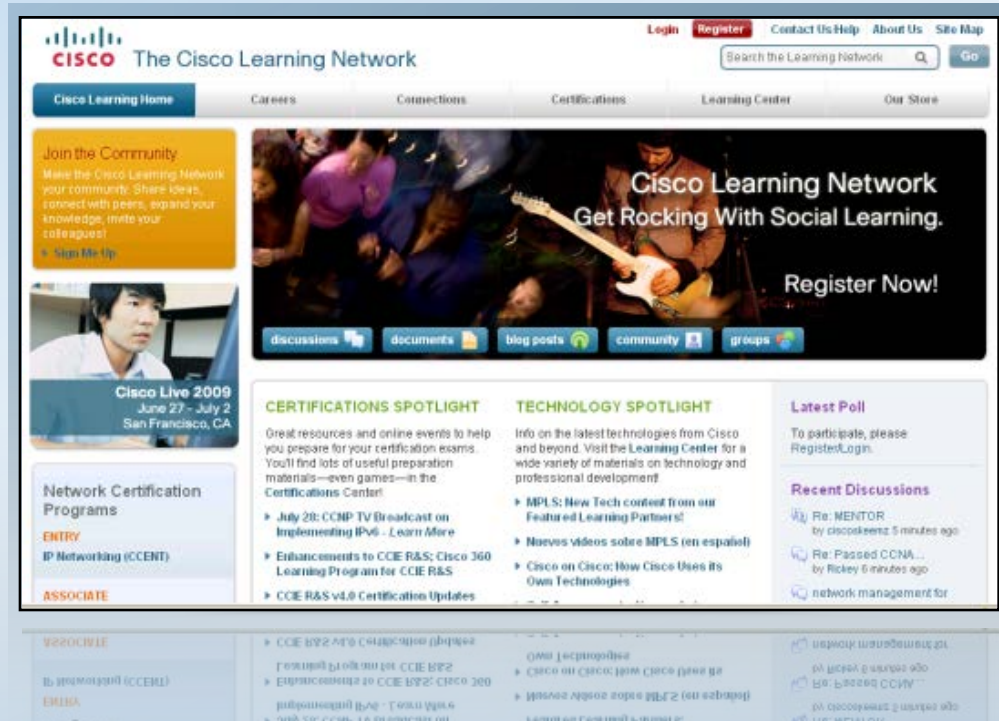 Login Register Contact Us Help About Us Site Map
CISCO The Cisco Learning Network
Search the Learning Network Go
Cisco Learning Home Careers Connections Certifications Learning Center Our Store
Join the Community
Make the Cisco Learning Network
your community. Share ideas,
connect with peers, expand your
knowledge, invite your
colleagues!
Sign Me Up
Cisco Learning Network
Get Rocking With Social Learning.
Register Now!
discussions documents blog posts community groups
Cisco Live 2009
June 27 - July 2
San Francisco, CA
Network Certification
Programs
ENTRY
IP Networking (CCENT)
ASSOCIATE
CERTIFICATIONS SPOTLIGHT
Great resources and online events to help
you prepare for your certification exams.
You'll find lots of useful preparation
materials—even games—in the
Certifications Center!
July 28: CCNP TV Broadcast on
Implementing IPv6 - Learn More
Enhancements to CCIE R&S; Cisco 360
Learning Program for CCIE R&S
CCIE R&S v4.0 Certification Updates
TECHNOLOGY SPOTLIGHT
Info on the latest technologies from Cisco
and beyond. Visit the Learning Center for a
wide variety of materials on technology and
professional development!
MPLS: New Tech content from our
Featured Learning Partners!
Nuevos videos sobre MPLS (en español)
Cisco on Cisco: How Cisco Uses its
Own Technologies
Latest Poll
To participate, please
Register/Login.
Recent Discussions
Re: MENTOR
by ciscoskeemz 5 minutes ago
Re: Passed CCNA...
by Rickey 6 minutes ago
network management for